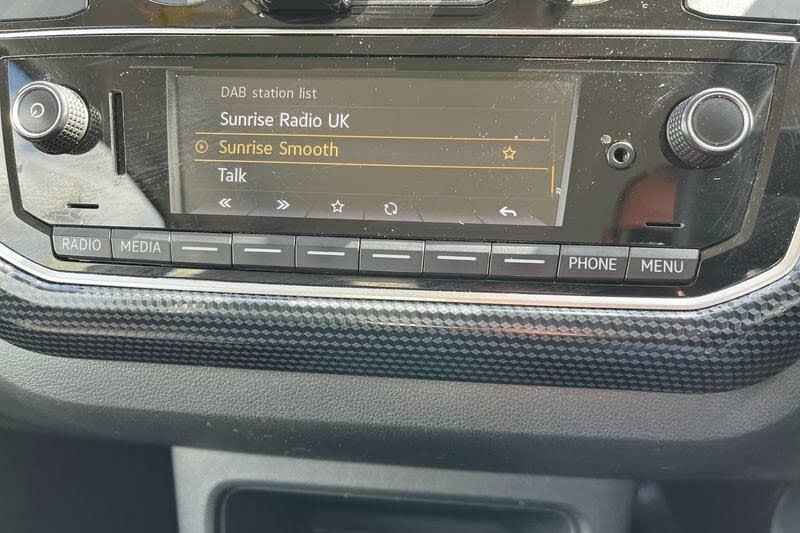 DAB station list
Sunrise Radio UK
Sunrise Smooth
Talk
RADIO MEDIA PHONE MENU